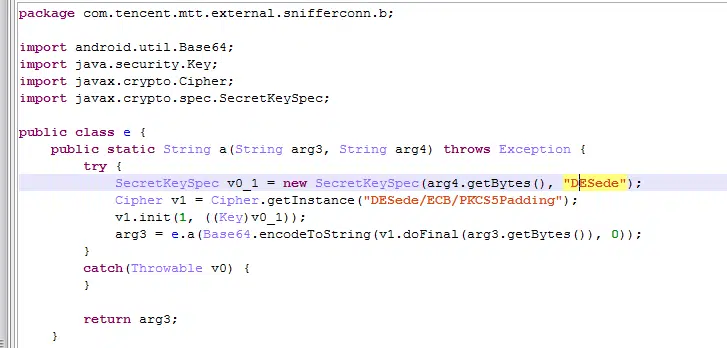 package com.tencent.mtt.external.snifferconn.b;
import android.util.Base64;
import java.security.Key;
import javax.crypto.Cipher;
import javax.crypto.spec.SecretKeySpec;
public class e {
public static String a(String arg3, String arg4) throws Exception {
try {
SecretKeySpec v0_1 = new SecretKeySpec(arg4.getBytes(), "DESede");
Cipher v1 = Cipher.getInstance("DESede/ECB/PKCS5Padding");
v1.init(1, ((Key)v0_1));
arg3 = e.a(Base64.encodeToString(v1.doFinal(arg3.getBytes()), 0));
}
catch(Throwable v0) {
}
return arg3;
}